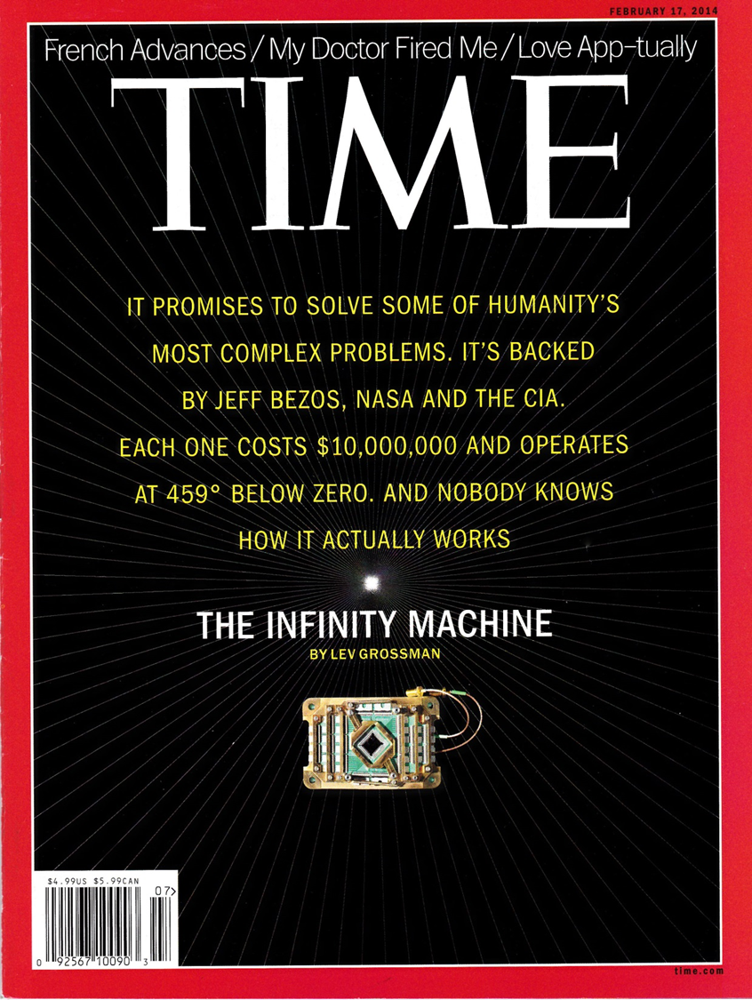 FEBRUARY 17, 2014
French Advances / My Doctor Fired Me / Love App-tually
TIME
IT PROMISES TO SOLVE SOME OF HUMANITY'S
MOST COMPLEX PROBLEMS. IT'S BACKED
BY JEFF BEZOS, NASA AND THE CIA.
EACH ONE COSTS $10,000,000 AND OPERATES
AT 459° BELOW ZERO. AND NOBODY KNOWS
HOW IT ACTUALLY WORKS
THE INFINITY MACHINE
BY LEV GROSSMAN
$4.99US $5.99CAN
07>
0 92567 10090 3
time.com